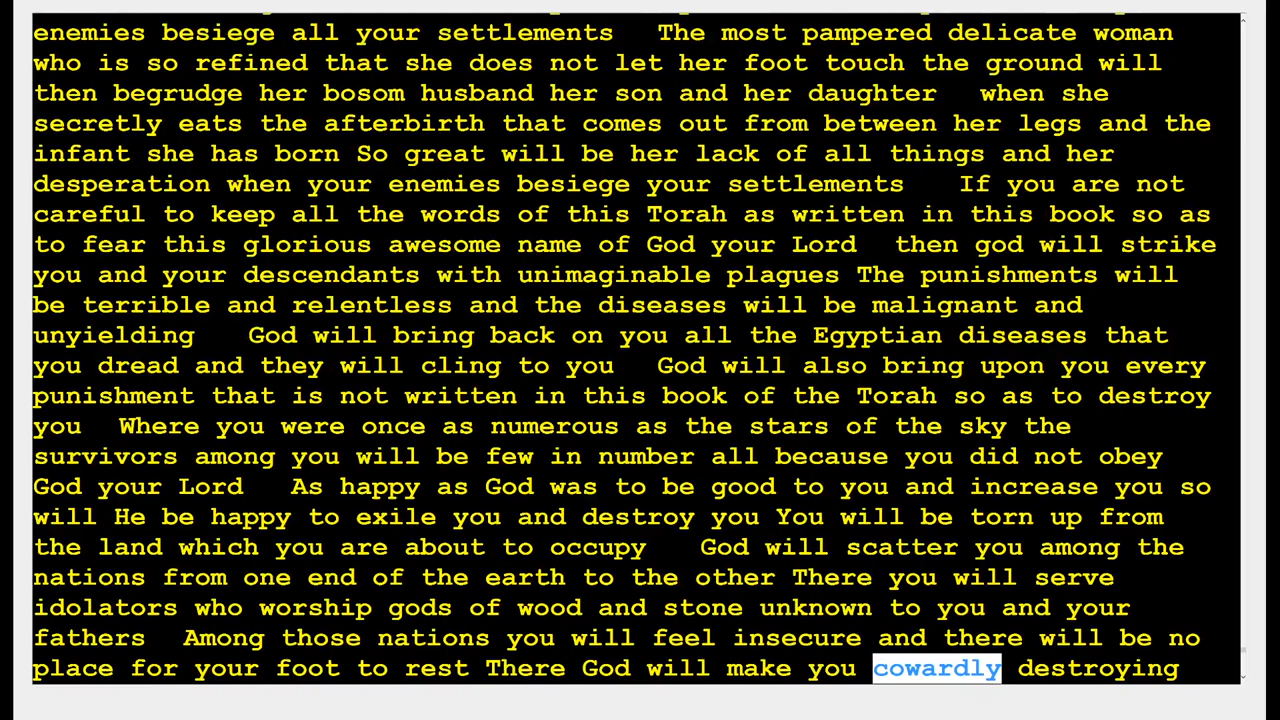 enemies besiege all your settlements The most pampered delicate woman
who is so refined that she does not let her foot touch the ground will
then begrudge her bosom husband her son and her daughter when she
secretly eats the afterbirth that comes out from between her legs and the
infant she has born So great will be her lack of all things and her
desperation when your enemies besiege your settlements If you are not
careful to keep all the words of this Torah as written in this book so as
to fear this glorious awesome name of God your Lord then god will strike
you and your descendants with unimaginable plagues The punishments will
be terrible and relentless and the diseases will be malignant and
unyielding God will bring back on you all the Egyptian diseases that
you dread and they will cling to you God will also bring upon you every
punishment that is not written in this book of the Torah so as to destroy
you Where you were once as numerous as the stars of the sky the
survivors among you will be few in number all because you did not obey
God your Lord As happy as God was to be good to you and increase you so
will He be happy to exile you and destroy you You will be torn up from
the land which you are about to occupy God will scatter you among the
nations from one end of the earth to the other There you will serve
idolators who worship gods of wood and stone unknown to you and your
fathers Among those nations you will feel insecure and there will be no
place for your foot to rest There God will make you cowardly destroying